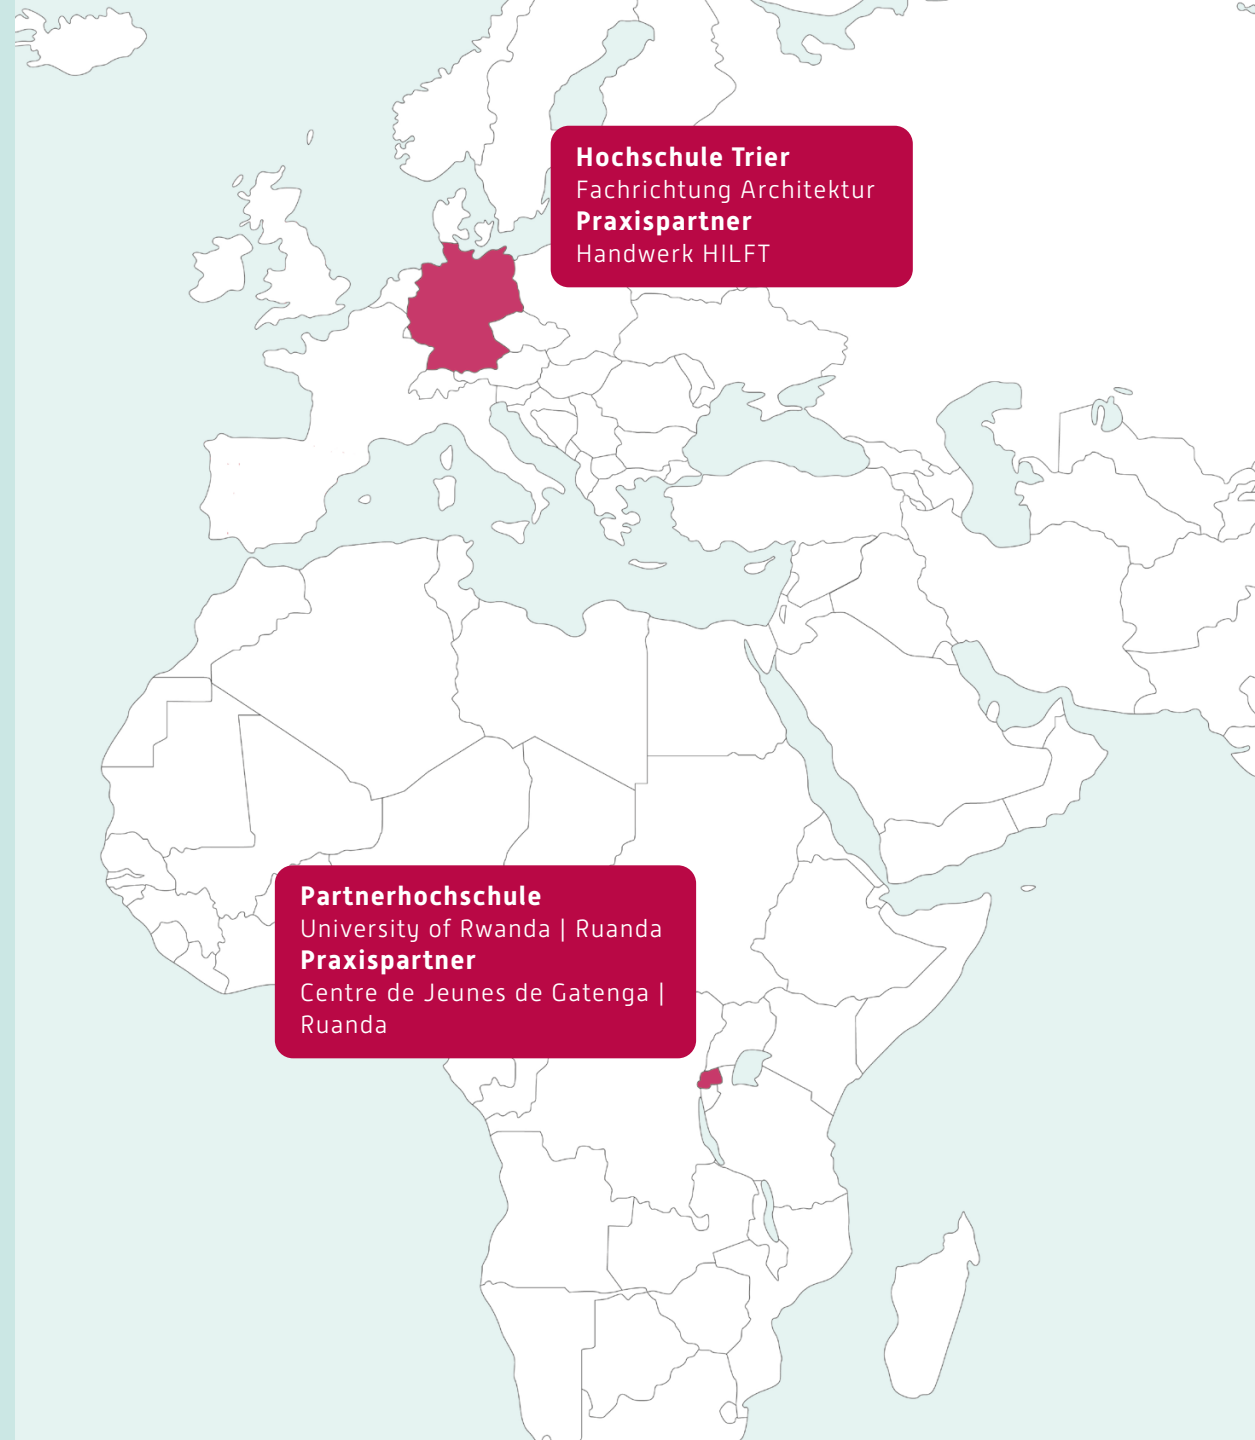 Hochschule Trier
Fachrichtung Architektur
Praxispartner
Handwerk HILFT
Partnerhochschule
University of Rwanda | Ruanda
Praxispartner
Centre de Jeunes de Gatenga |
Ruanda